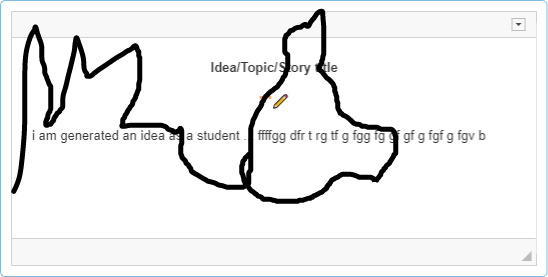 Idea/Topic/Story title
i am generated an idea as a student . ffffgg dfr t rg tf g fgg fg gf gf g fgf g fgv b